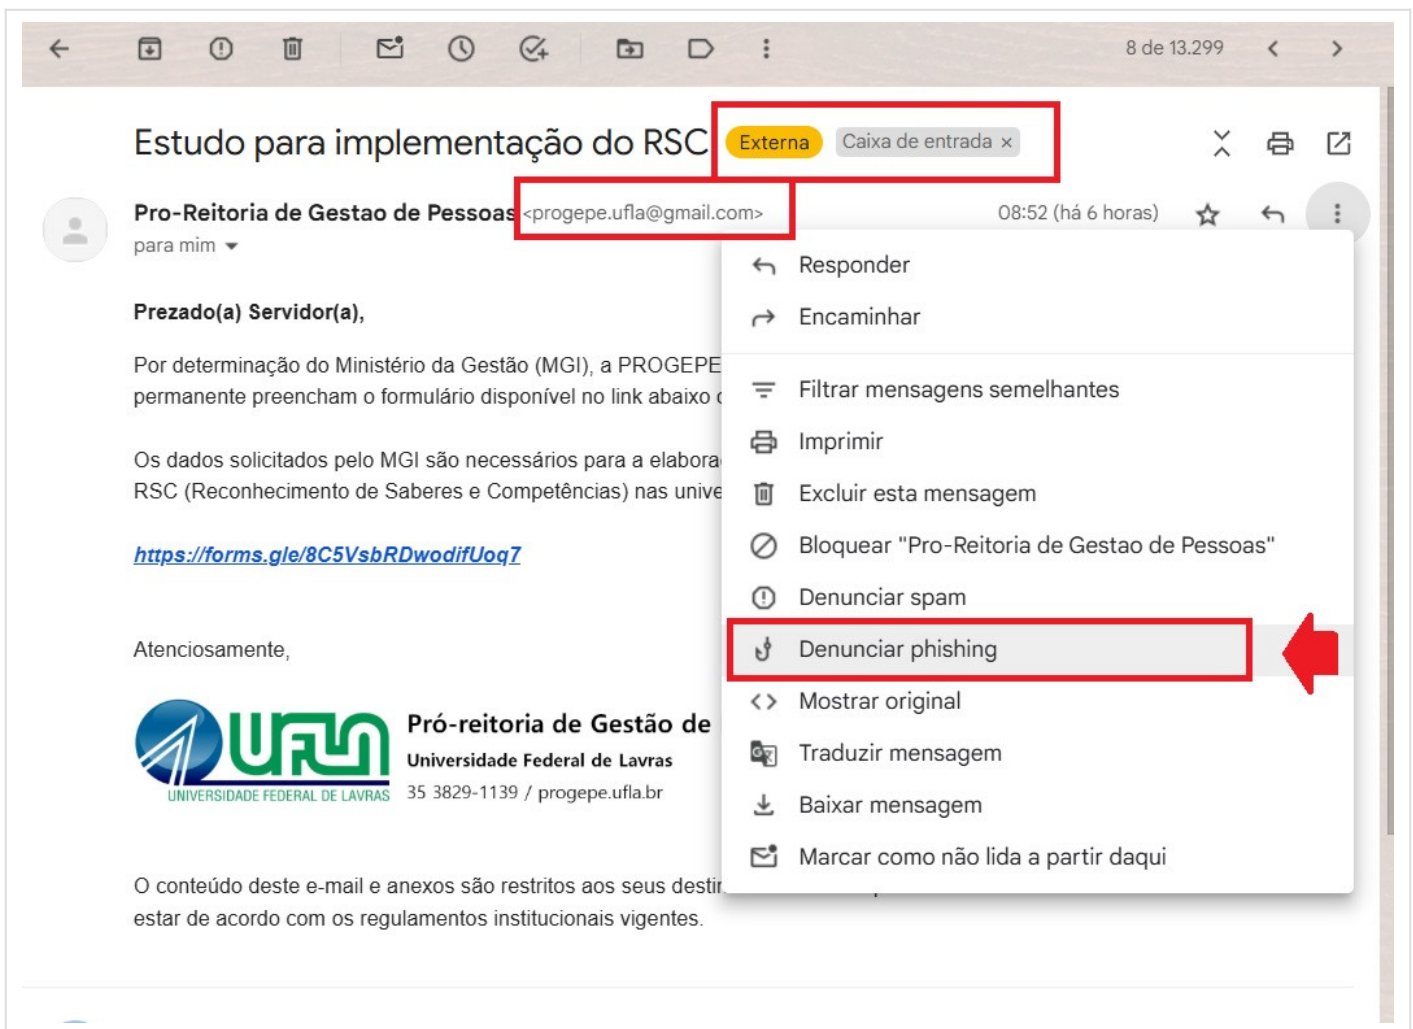 8 de 13.299
Estudo para implementação do RSC Externa Caixa de entrada ×
Pro-Reitoria de Gestao de Pessoas <progepe.ufla@gmail.com> 08:52 (há 6 horas)
para mim
Responder
Encaminhar
Filtrar mensagens semelhantes
Imprimir
Excluir esta mensagem
Bloquear "Pro-Reitoria de Gestao de Pessoas"
Denunciar spam
Denunciar phishing
Mostrar original
Traduzir mensagem
Baixar mensagem
Marcar como não lida a partir daqui
Prezado(a) Servidor(a),
Por determinação do Ministério da Gestão (MGI), a PROGEPE
permanente preencham o formulário disponível no link abaixo
Os dados solicitados pelo MGI são necessários para a elabora
RSC (Reconhecimento de Saberes e Competências) nas unive
https://forms.gle/8C5VsbRDwodifUoq7
Atenciosamente,
UFLA
UNIVERSIDADE FEDERAL DE LAVRAS
Pró-reitoria de Gestão de
Universidade Federal de Lavras
35 3829-1139 / progepe.ufla.br
O conteúdo deste e-mail e anexos são restritos aos seus destin
estar de acordo com os regulamentos institucionais vigentes.